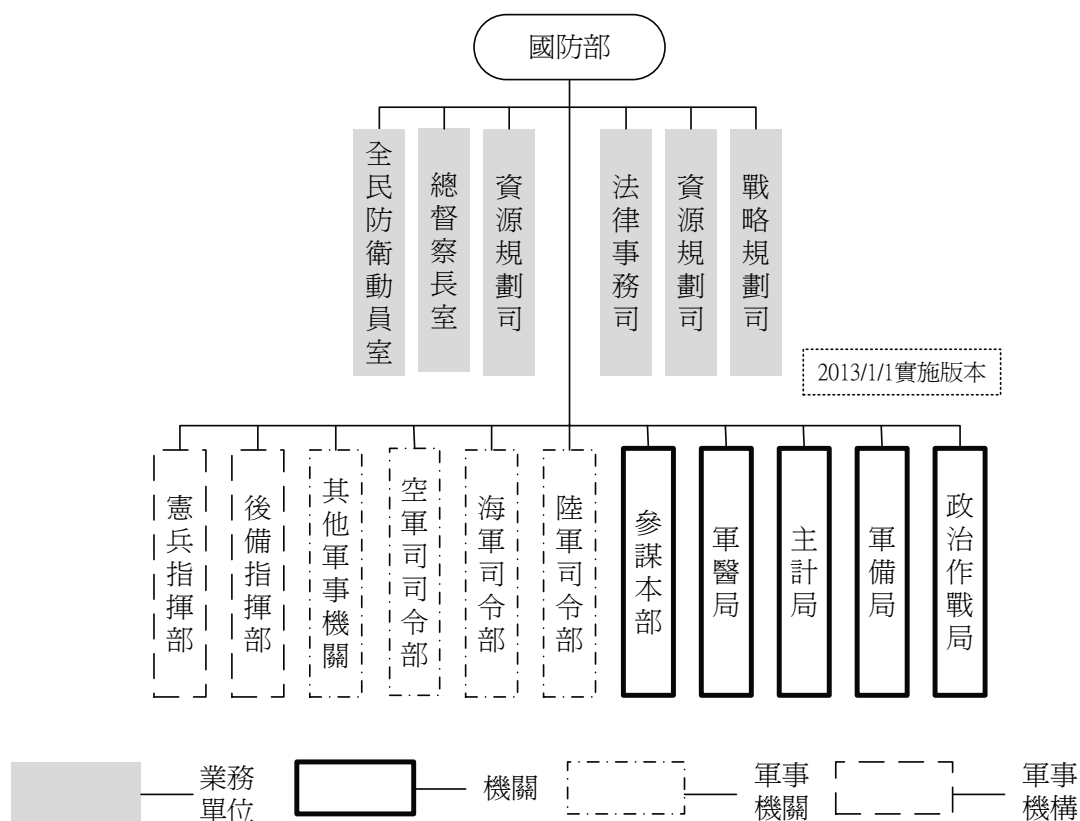 國防部
全民防衛動員室
總督察長室
資源規劃司
法律事務司
資源規劃司
戰略規劃司
2013/1/1實施版本
憲兵指揮部
後備指揮部
其他軍事機關
空軍司令部
海軍司令部
陸軍司令部
參謀本部
軍醫局
主計局
軍備局
政治作戰局
業務
單位
機關
軍事
機關
軍事
機構